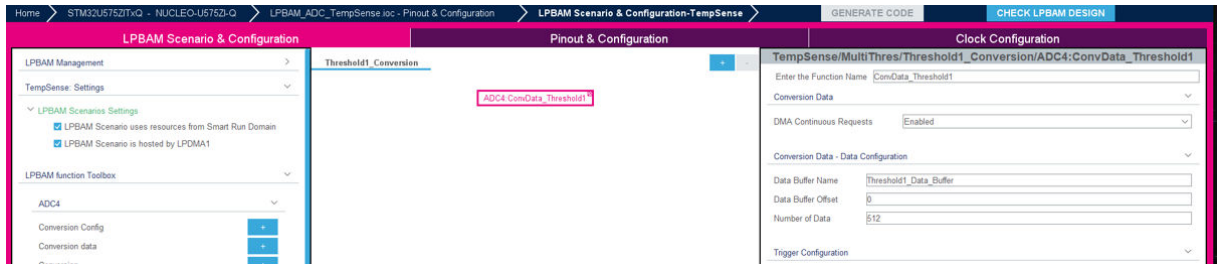 Home STM32U575ZITxQ - NUCLEO-U575ZI-Q LPBAM_ADC_TempSense.ioc - Pinout & Configuration LPBAM Scenario & Configuration-TempSense GENERATE CODE CHECK LPBAM DESIGN
LPBAM Scenario & Configuration Pinout & Configuration Clock Configuration
LPBAM Management
TempSense: Settings
LPBAM Scenarios Settings
LPBAM Scenario uses resources from Smart Run Domain
LPBAM Scenario is hosted by LPDMA1
LPBAM function Toolbox
ADC4
Conversion Config +
Conversion data +
Threshold1_Conversion + -
ADC4:ConvData_Threshold1
TempSense/MultiThres/Threshold1_Conversion/ADC4:ConvData_Threshold1
Enter the Function Name ConvData_Threshold1
Conversion Data
DMA Continuous Requests Enabled
Conversion Data - Data Configuration
Data Buffer Name Threshold1_Data_Buffer
Data Buffer Offset 0
Number of Data 512
Trigger Configuration